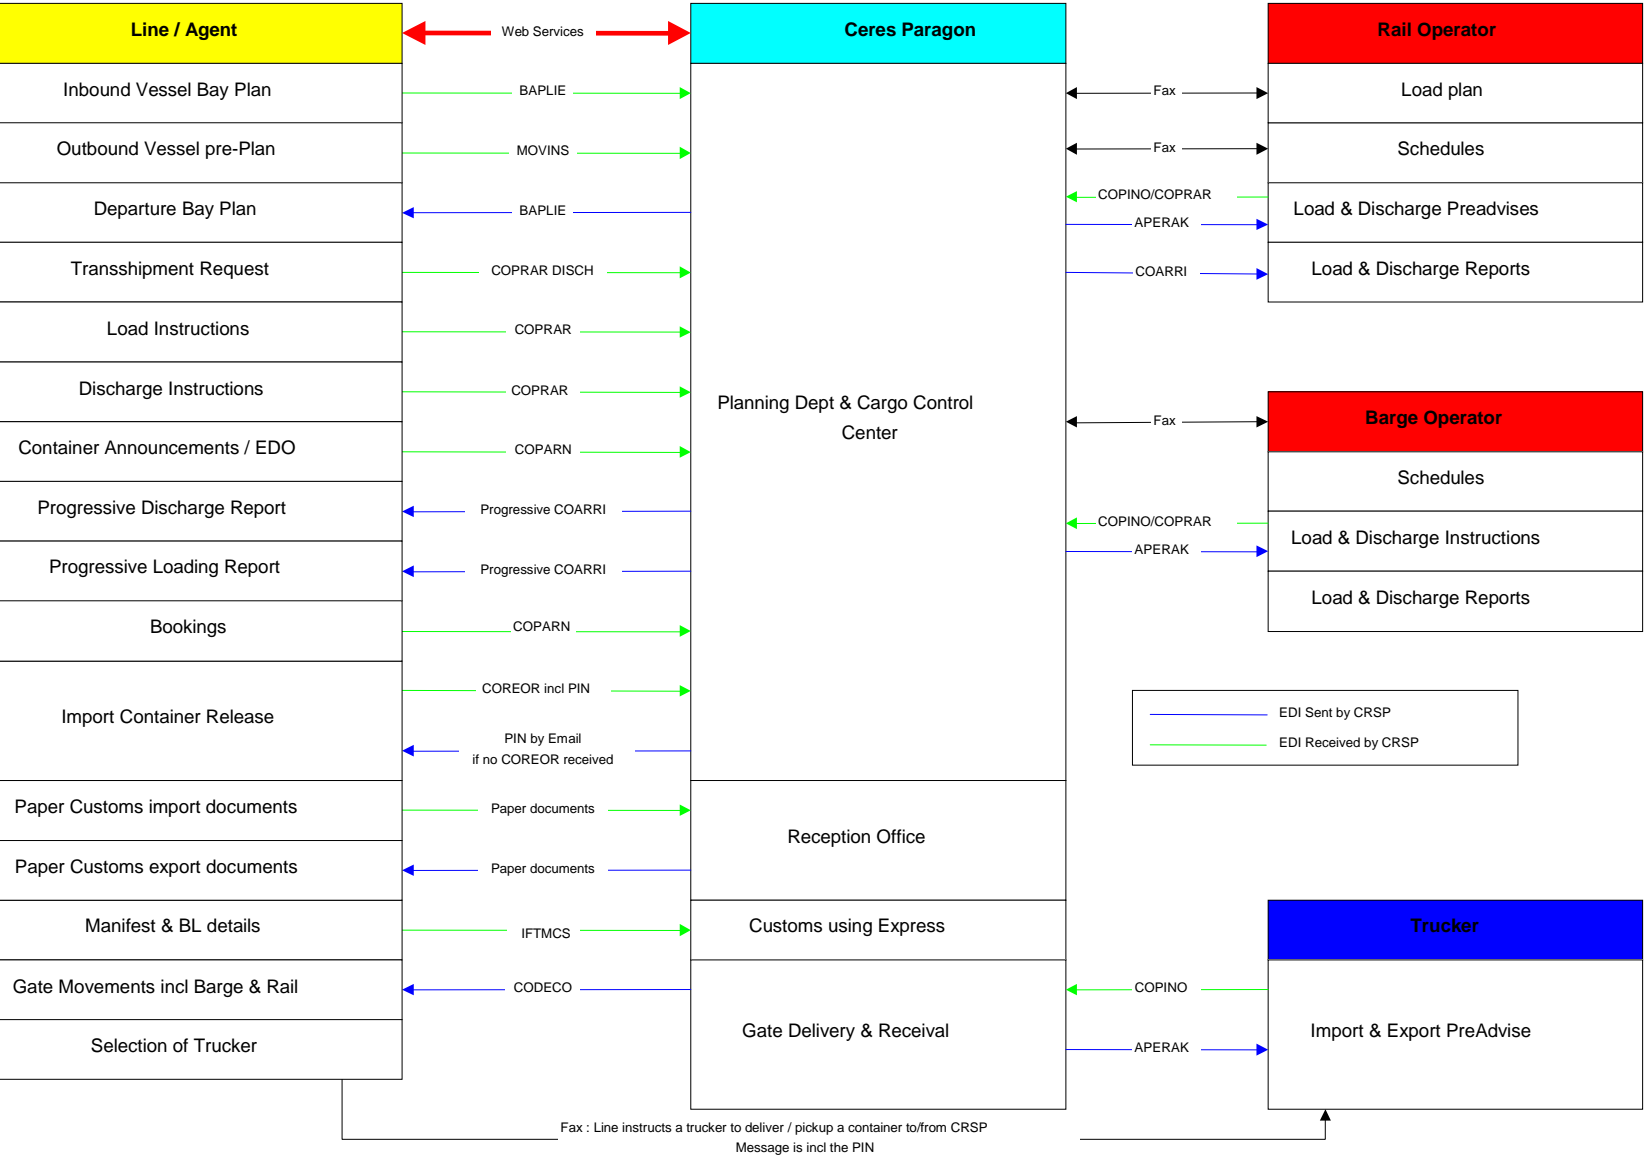 Line / Agent
Web Services
Ceres Paragon
Rail Operator
Inbound Vessel Bay Plan
BAPLIE
Fax
Load plan
Outbound Vessel pre-Plan
MOVINS
Fax
Schedules
Departure Bay Plan
BAPLIE
COPINO/COPRAR
APERAK
Load & Discharge Preadvises
Transshipment Request
COPRAR DISCH
COARRI
Load & Discharge Reports
Load Instructions
COPRAR
Discharge Instructions
COPRAR
Planning Dept & Cargo Control
Center
Fax
Barge Operator
Container Announcements / EDO
COPARN
Schedules
Progressive Discharge Report
Progressive COARRI
COPINO/COPRAR
APERAK
Load & Discharge Instructions
Progressive Loading Report
Progressive COARRI
Load & Discharge Reports
Bookings
COPARN
Import Container Release
COREOR incl PIN
PIN by Email
if no COREOR received
EDI Sent by CRSP
EDI Received by CRSP
Paper Customs import documents
Paper documents
Reception Office
Paper Customs export documents
Paper documents
Manifest & BL details
IFTMCS
Customs using Express
Trucker
Gate Movements incl Barge & Rail
CODECO
Gate Delivery & Receival
COPINO
APERAK
Import & Export PreAdvise
Selection of Trucker
Fax : Line instructs a trucker to deliver / pickup a container to/from CRSP
Message is incl the PIN